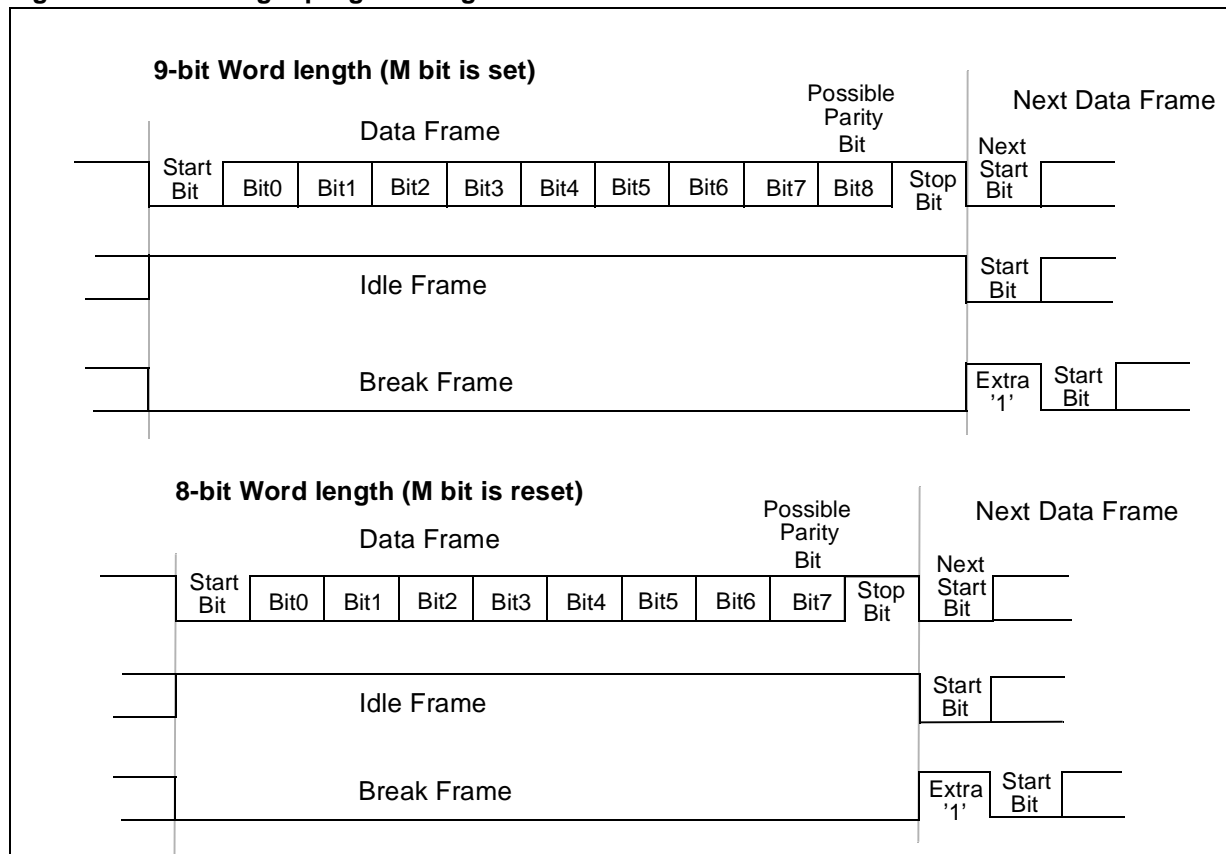 9-bit Word length (M bit is set)
Possible
Parity
Bit
Next Data Frame
Data Frame
Start
Bit
Bit0
Bit1
Bit2
Bit3
Bit4
Bit5
Bit6
Bit7
Bit8
Stop
Bit
Next
Start
Bit
Idle Frame
Start
Bit
Break Frame
Extra
'1'
Start
Bit
8-bit Word length (M bit is reset)
Possible
Parity
Bit
Next Data Frame
Data Frame
Start
Bit
Bit0
Bit1
Bit2
Bit3
Bit4
Bit5
Bit6
Bit7
Stop
Bit
Next
Start
Bit
Idle Frame
Start
Bit
Break Frame
Extra
'1'
Start
Bit